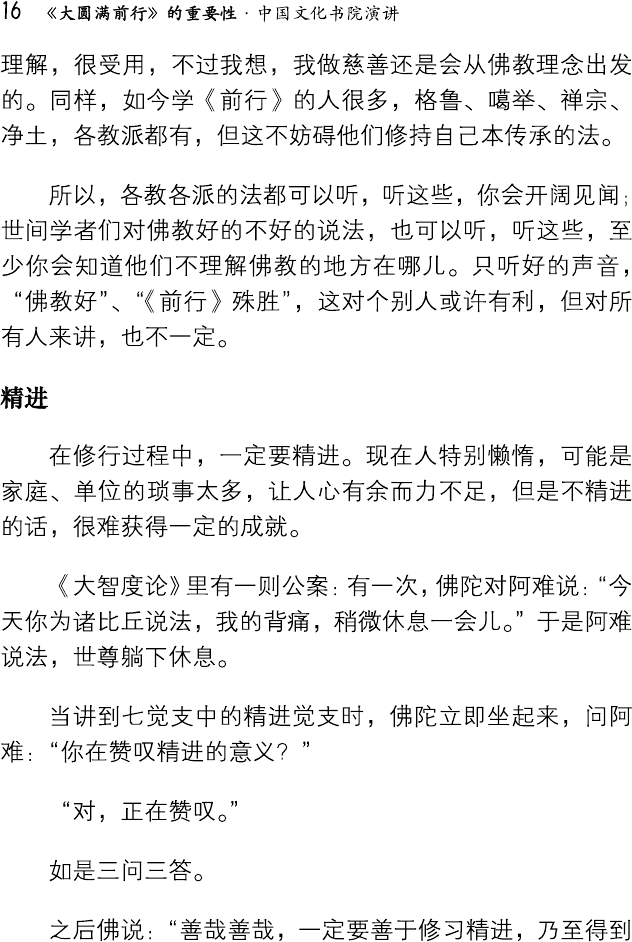 16 《大圆满前行》的重要性·中国文化书院演讲
理解，很受用，不过我想，我做慈善还是会从佛教理念出发
的。同样，如今学《前行》的人很多，格鲁、噶举、禅宗、
净土，各教派都有，但这不妨碍他们修持自己本传承的法。
所以，各教各派的法都可以听，听这些，你会开阔见闻；
世间学者们对佛教好的不好的说法，也可以听，听这些，至
少你会知道他们不理解佛教的地方在哪儿。只听好的声音，
“佛教好”、“《前行》殊胜”，这对个别人或许有利，但对所
有人来讲，也不一定。
精进
在修行过程中，一定要精进。现在人特别懒惰，可能是
家庭、单位的琐事太多，让人心有余而力不足，但是不精进
的话，很难获得一定的成就。
《大智度论》里有一则公案：有一次，佛陀对阿难说：“今
天你为诸比丘说法，我的背痛，稍微休息一会儿。”于是阿难
说法，世尊躺下休息。
当讲到七觉支中的精进觉支时，佛陀立即坐起来，问阿
难：“你在赞叹精进的意义？”
“对，正在赞叹。”
如是三问三答。
之后佛说：“善哉善哉，一定要善于修习精进，乃至得到